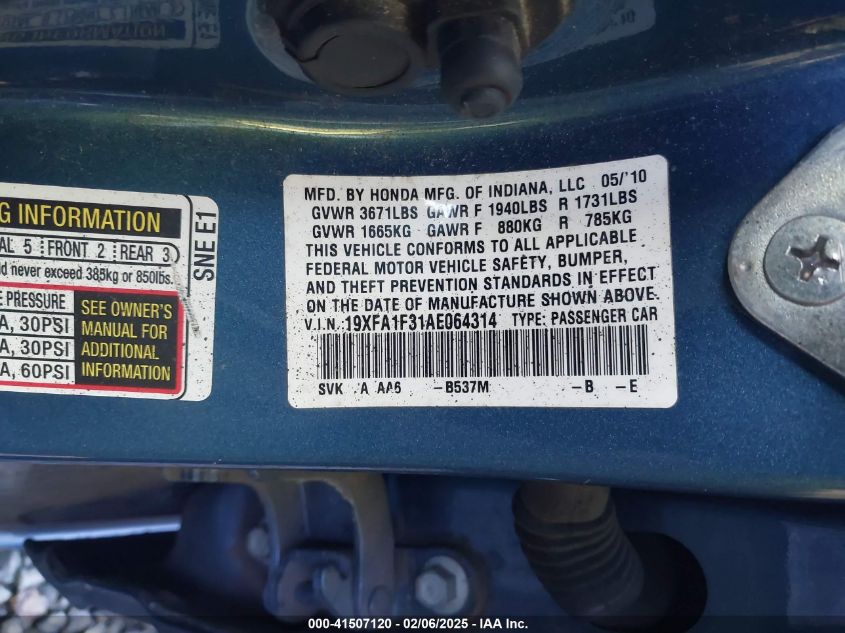 G INFORMATION
AL 5 FRONT 2 REAR 3
ld never exceed 385kg or 850lbs.
E PRESSURE
A, 30PSI
A, 30PSI
A, 60PSI
SEE OWNER'S
MANUAL FOR
ADDITIONAL
INFORMATION
SNE E1
MFD. BY HONDA MFG. OF INDIANA, LLC 05/'10
GVWR 3671LBS GAWR F 1940LBS R 1731LBS
GVWR 1665KG GAWR F 880KG R 785KG
THIS VEHICLE CONFORMS TO ALL APPLICABLE
FEDERAL MOTOR VEHICLE SAFETY, BUMPER,
AND THEFT PREVENTION STANDARDS IN EFFECT
ON THE DATE OF MANUFACTURE SHOWN ABOVE.
V.I.N. 19XFA1F31AE064314 TYPE: PASSENGER CAR
SVK A AA6 -B537M -B -E
000-41507120 - 02/06/2025 - IAA Inc.